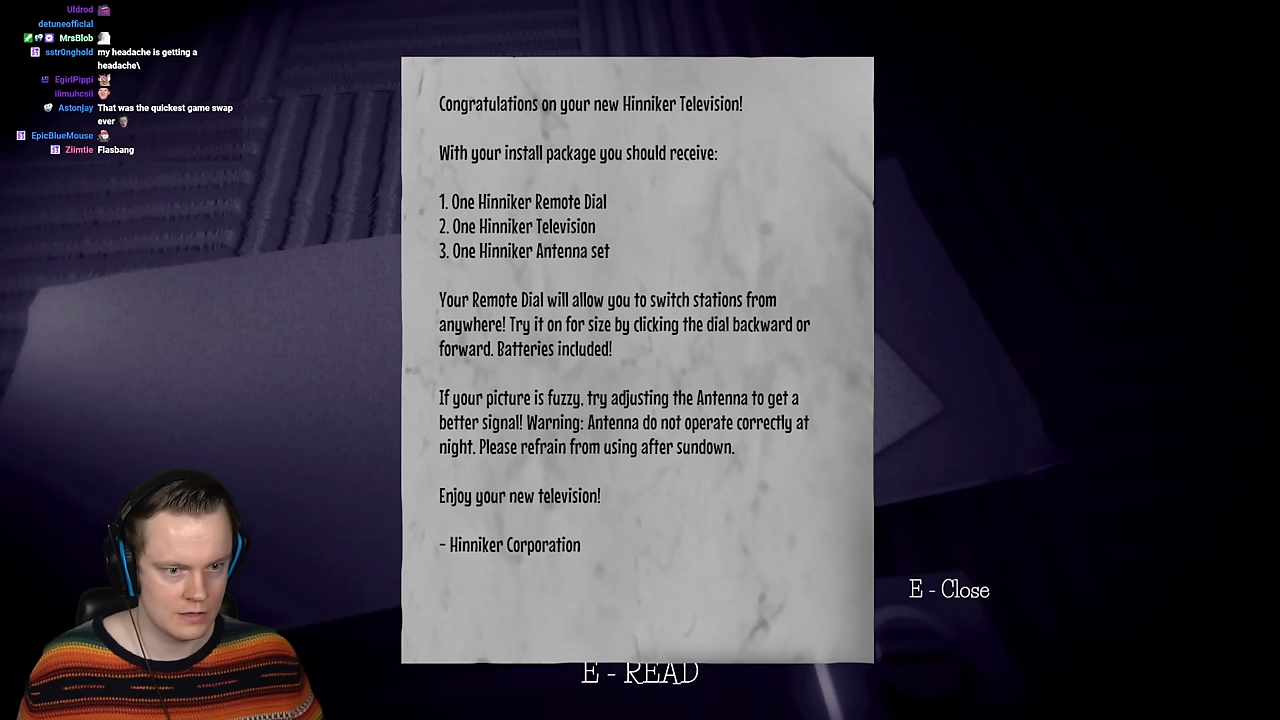 Uldrod
detuneofficial
MrsBlob
sstr0nghold my headache is getting a
headache\
EgirlPippi
Astonjay That was the quickest game swap
ever
EpicBlueMouse
Ziimtie Flasbang
Congratulations on your new Hinniker Television!
With your install package you should receive:
1. One Hinniker Remote Dial
2. One Hinniker Television
3. One Hinniker Antenna set
Your Remote Dial will allow you to switch stations from
anywhere! Try it on for size by clicking the dial backward or
forward. Batteries included!
If your picture is fuzzy, try adjusting the Antenna to get a
better signal! Warning: Antenna do not operate correctly at
night. Please refrain from using after sundown.
Enjoy your new television!
- Hinniker Corporation
E - Close
E - READ